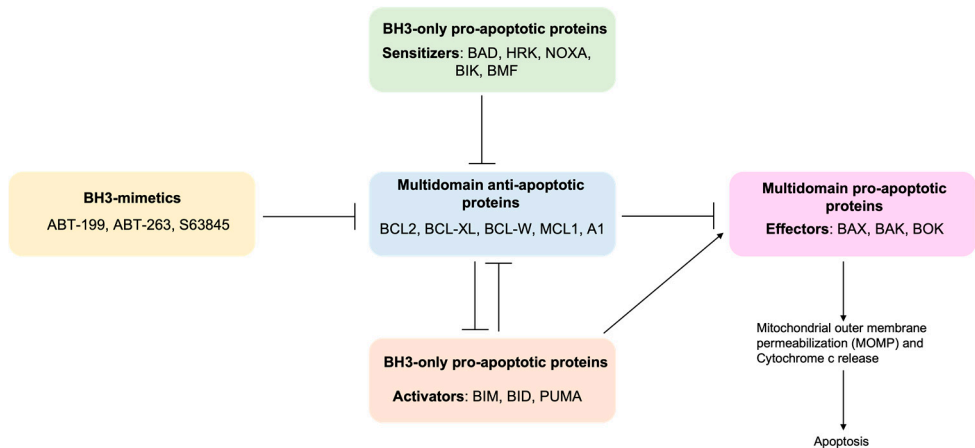 BH3-only pro-apoptotic proteins
Sensitizers: BAD, HRK, NOXA,
BIK, BMF
BH3-mimetics
ABT-199, ABT-263, S63845
Multidomain anti-apoptotic
proteins
BCL2, BCL-XL, BCL-W, MCL1, A1
Multidomain pro-apoptotic
proteins
Effectors: BAX, BAK, BOK
BH3-only pro-apoptotic proteins
Activators: BIM, BID, PUMA
Mitochondrial outer membrane
permeabilization (MOMP) and
Cytochrome c release
Apoptosis